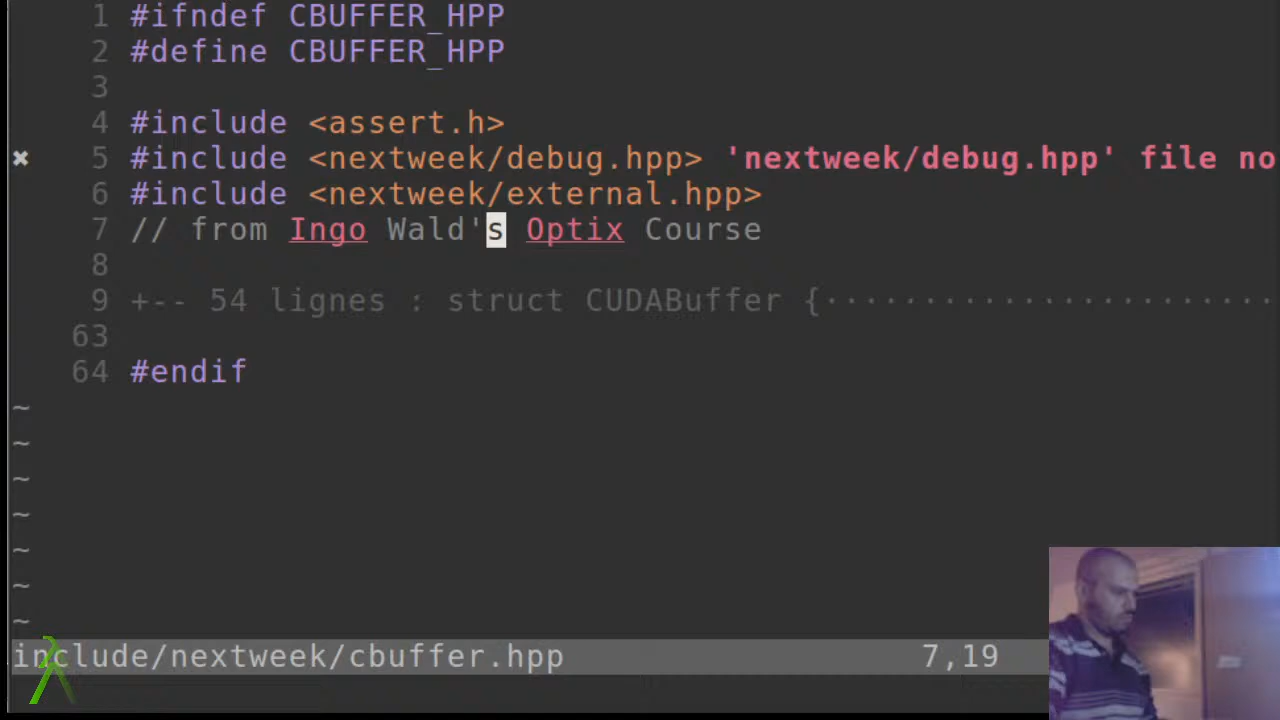 1 #ifndef CBUFFER_HPP
2 #define CBUFFER_HPP
3
4 #include <assert.h>
✖ 5 #include <nextweek/debug.hpp> 'nextweek/debug.hpp' file no
6 #include <nextweek/external.hpp>
7 // from Ingo Wald's Optix Course
8
9 +-- 54 lignes : struct CUDABuffer {·······················
63
64 #endif
~
~
~
~
~
~
~
include/nextweek/cbuffer.hpp 7,19
λ